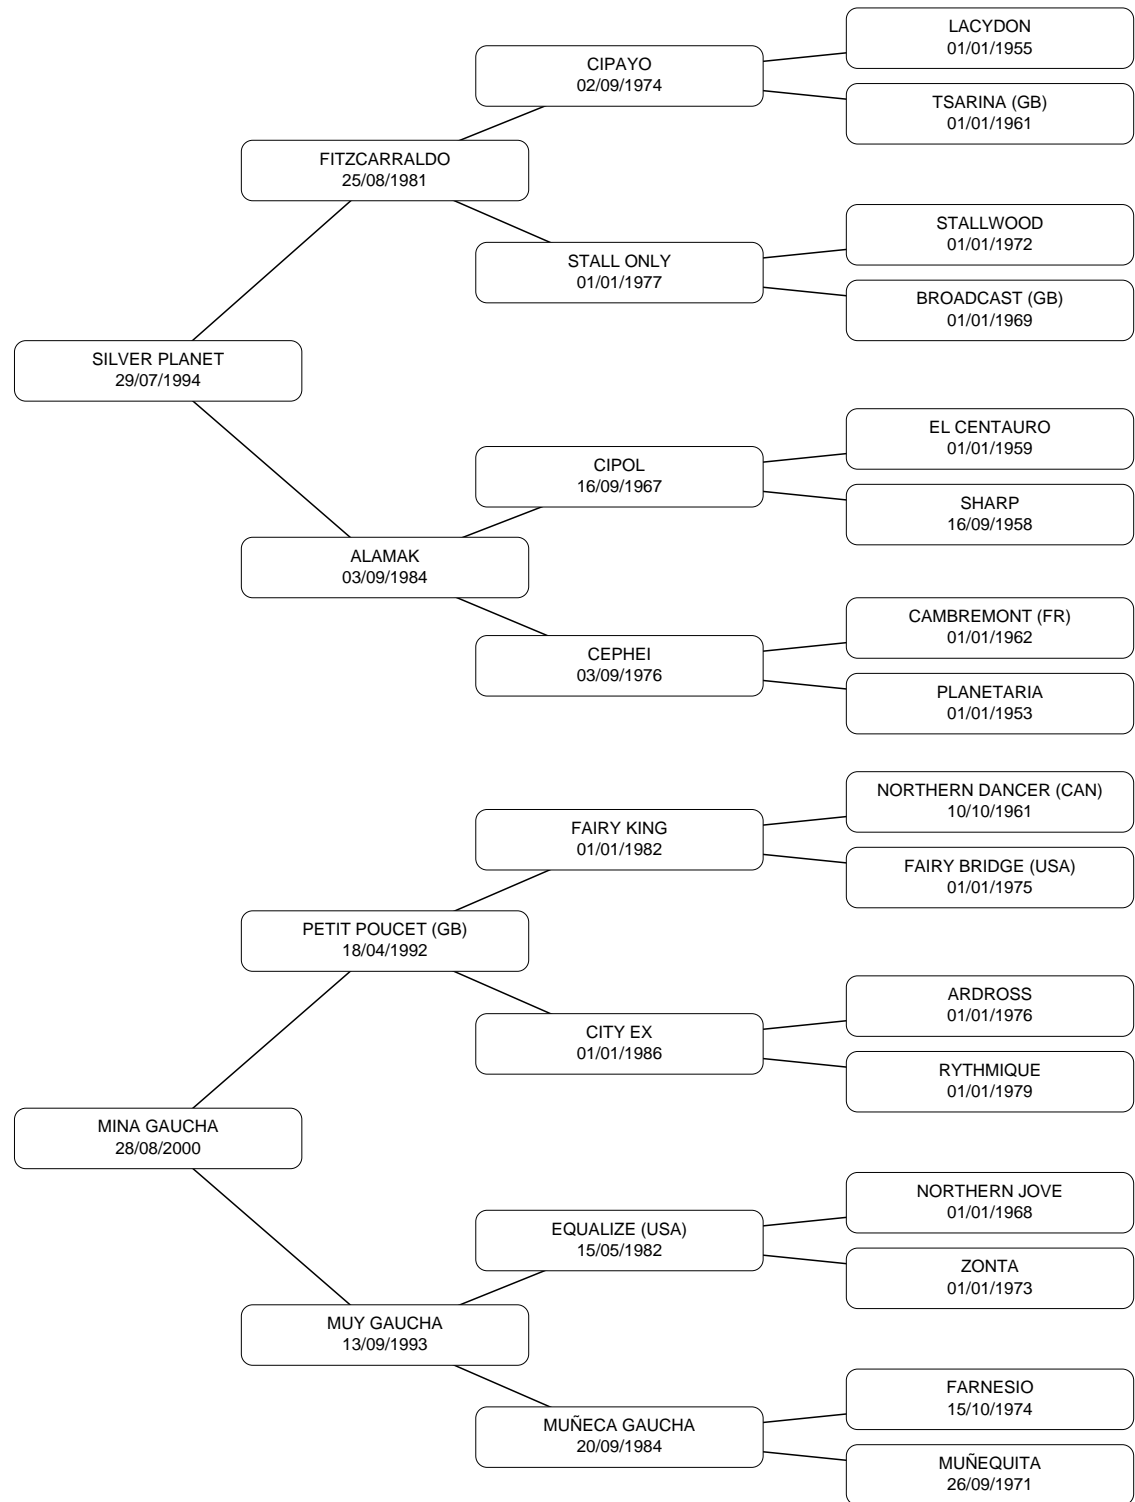 LACYDON
01/01/1955
CIPAYO
02/09/1974
TSARINA (GB)
01/01/1961
FITZCARRALDO
25/08/1981
STALLWOOD
01/01/1972
STALL ONLY
01/01/1977
BROADCAST (GB)
01/01/1969
SILVER PLANET
29/07/1994
EL CENTAURO
01/01/1959
CIPOL
16/09/1967
SHARP
16/09/1958
ALAMAK
03/09/1984
CAMBREMONT (FR)
01/01/1962
CEPHEI
03/09/1976
PLANETARIA
01/01/1953
NORTHERN DANCER (CAN)
10/10/1961
FAIRY KING
01/01/1982
FAIRY BRIDGE (USA)
01/01/1975
PETIT POUCET (GB)
18/04/1992
ARDROSS
01/01/1976
CITY EX
01/01/1986
RYTHMIQUE
01/01/1979
MINA GAUCHA
28/08/2000
NORTHERN JOVE
01/01/1968
EQUALIZE (USA)
15/05/1982
ZONTA
01/01/1973
MUY GAUCHA
13/09/1993
FARNESIO
15/10/1974
MUÑECA GAUCHA
20/09/1984
MUÑEQUITA
26/09/1971